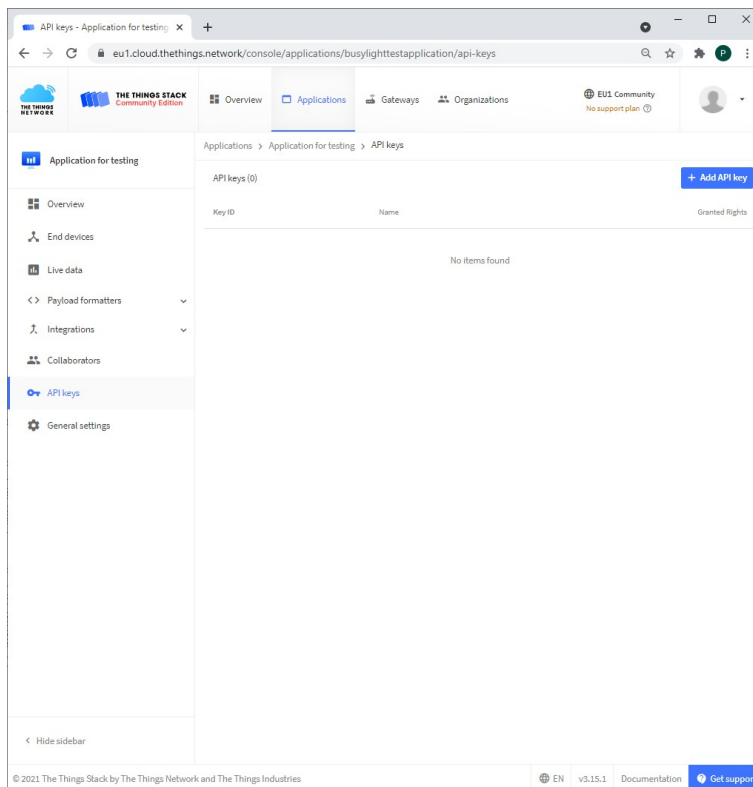 API keys - Application for testing
eu1.cloud.thethings.network/console/applications/busylighttestapplication/api-keys
P
THE THINGS
NETWORK
THE THINGS STACK
Community Edition
Overview
Applications
Gateways
Organizations
EU1 Community
No support plan
Application for testing
Applications > Application for testing > API keys
API keys (0)
+ Add API key
Overview
Key ID
Name
Granted Rights
End devices
No items found
Live data
Payload formatters
Integrations
Collaborators
API keys
General settings
Hide sidebar
© 2021 The Things Stack by The Things Network and The Things Industries
EN
v3.15.1
Documentation
Get suppor